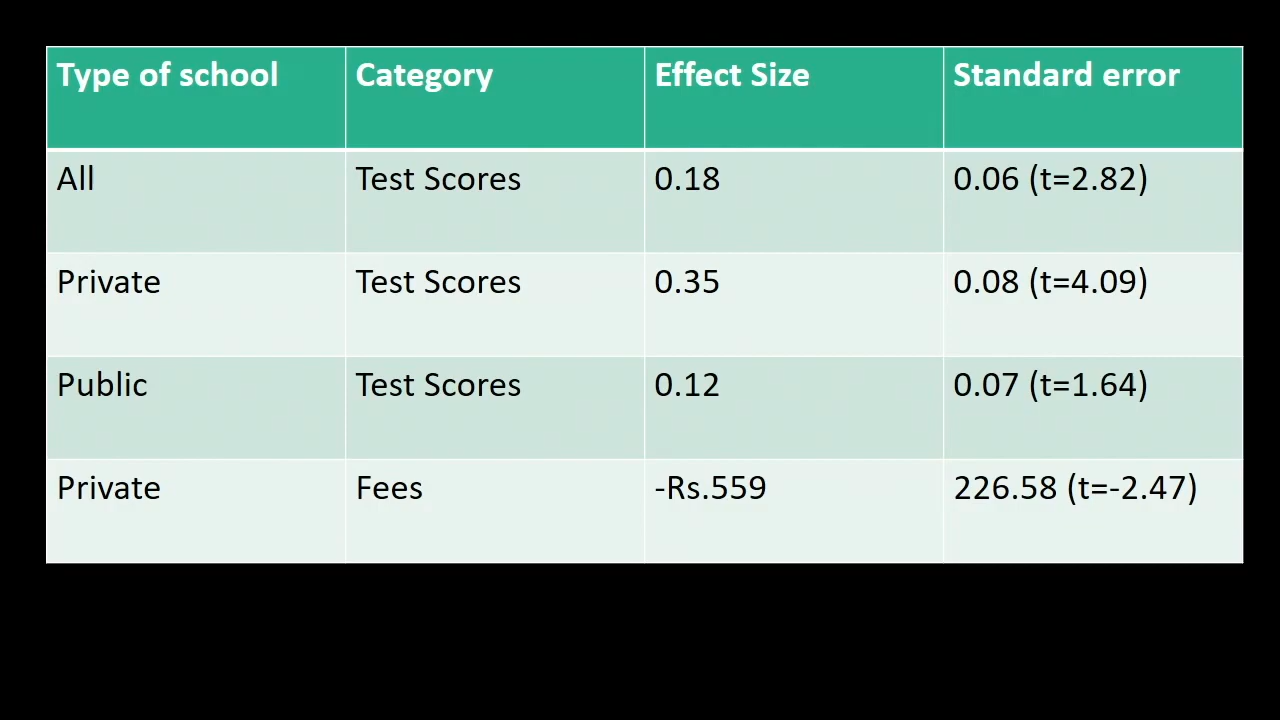 Type of school Category Effect Size Standard error
All Test Scores 0.18 0.06 (t=2.82)
Private Test Scores 0.35 0.08 (t=4.09)
Public Test Scores 0.12 0.07 (t=1.64)
Private Fees -Rs.559 226.58 (t=-2.47)